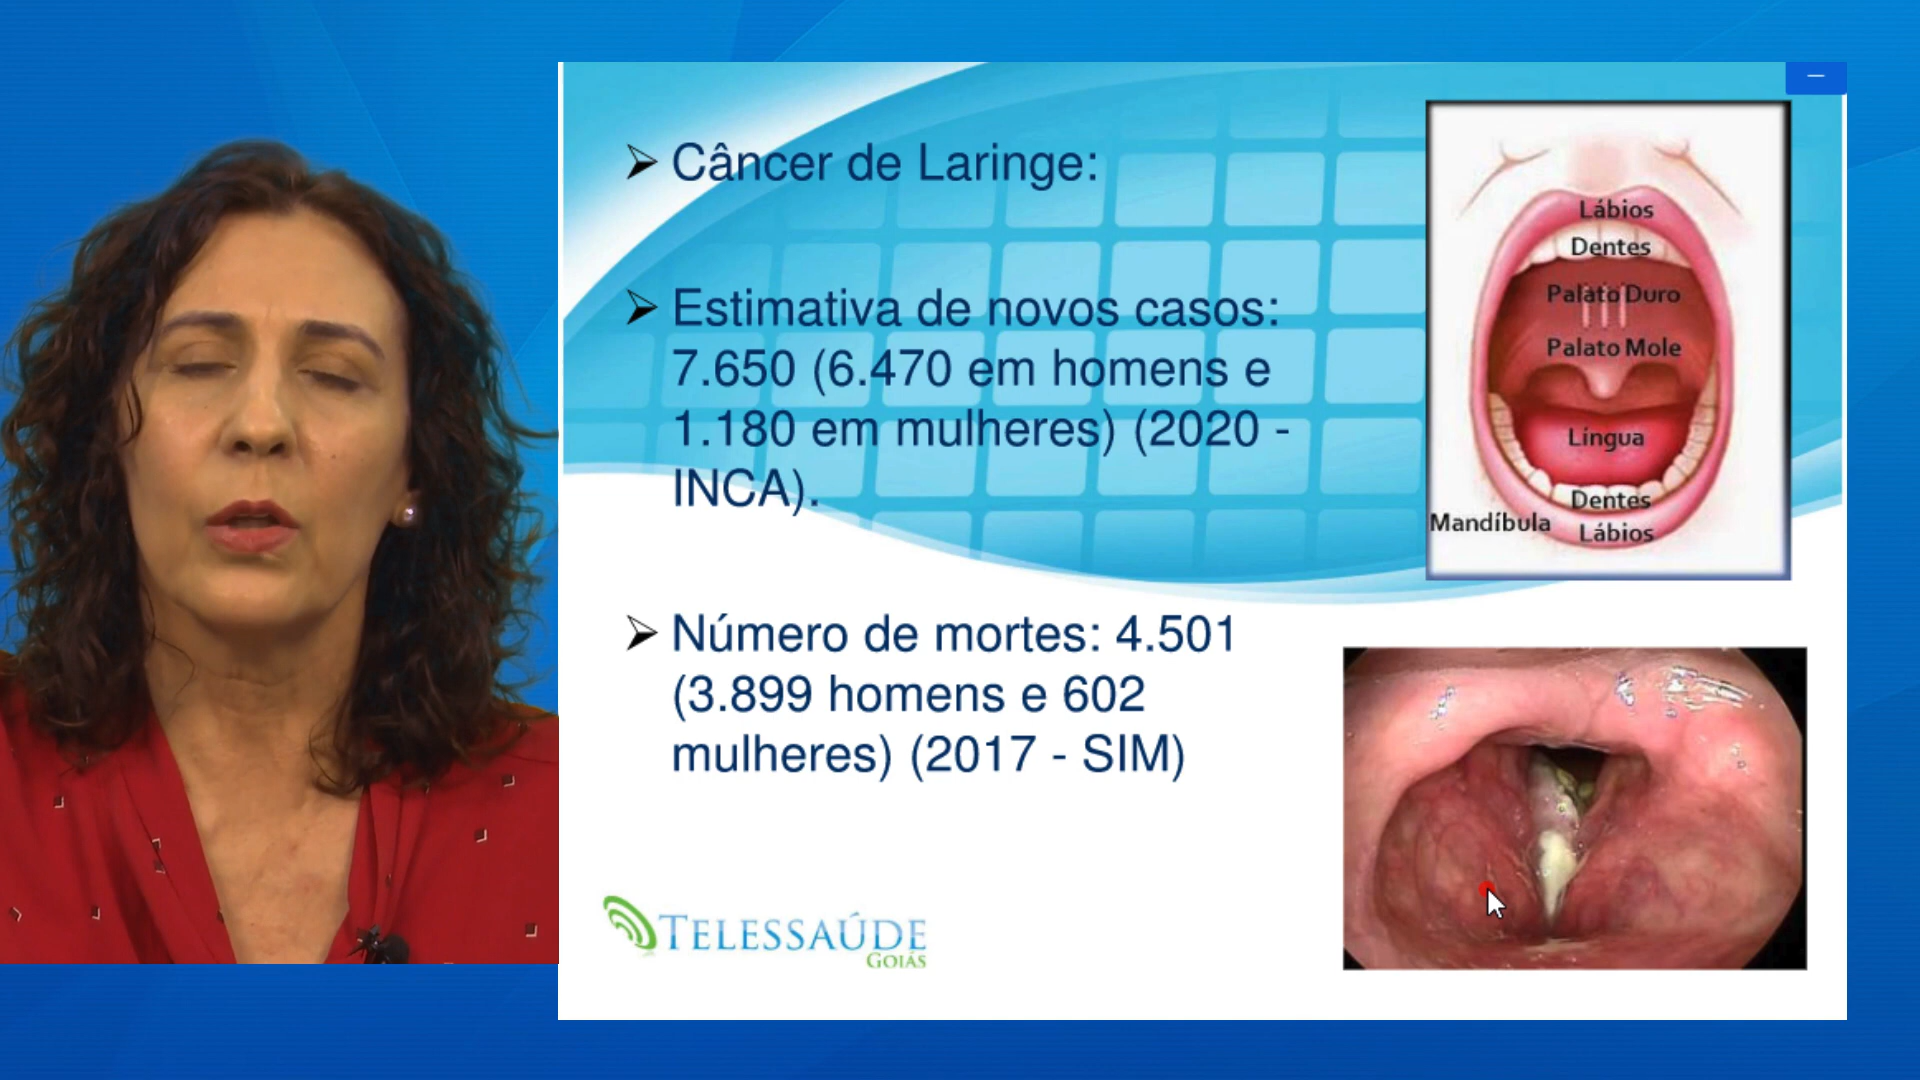 Câncer de Laringe:
Estimativa de novos casos:
7.650 (6.470 em homens e
1.180 em mulheres) (2020 -
INCA).
Número de mortes: 4.501
(3.899 homens e 602
mulheres) (2017 - SIM)
TELESSAÚDE
GOIÁS
Lábios
Dentes
Palato Duro
Palato Mole
Língua
Dentes
Mandíbula
Lábios